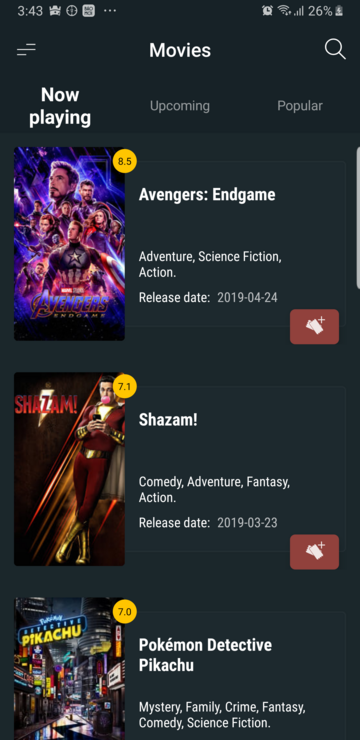 3:43
26%
Movies
Now
playing
Upcoming
Popular
8.5
Avengers: Endgame
Adventure, Science Fiction,
Action.
Release date: 2019-04-24
AVENGERS
ENDGAME
7.1
Shazam!
SHAZAM!
Comedy, Adventure, Fantasy,
Action.
Release date: 2019-03-23
7.0
Pokémon Detective
Pikachu
POKÉMON
DETECTIVE
PIKACHU
Mystery, Family, Crime, Fantasy,
Comedy, Science Fiction.